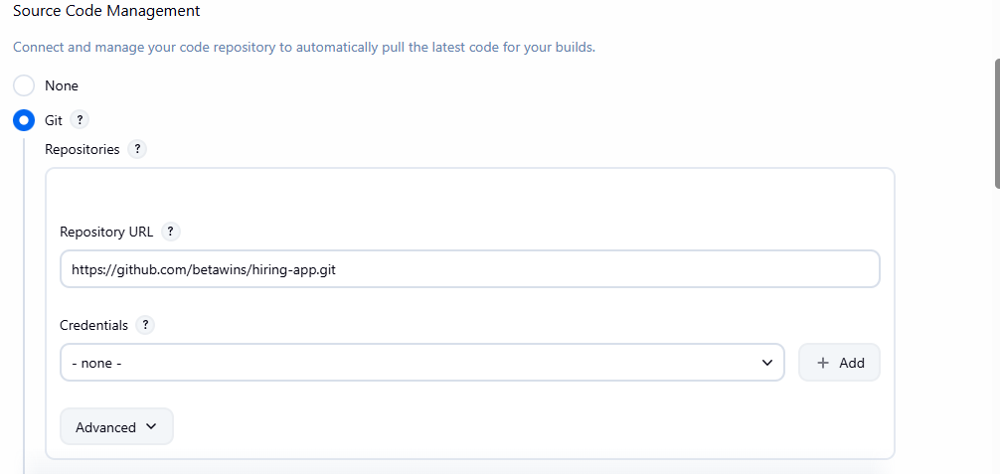 Source Code Management
Connect and manage your code repository to automatically pull the latest code for your builds.
None
Git ?
Repositories ?
Repository URL ?
https://github.com/betawins/hiring-app.git
Credentials ?
- none -
+ Add
Advanced